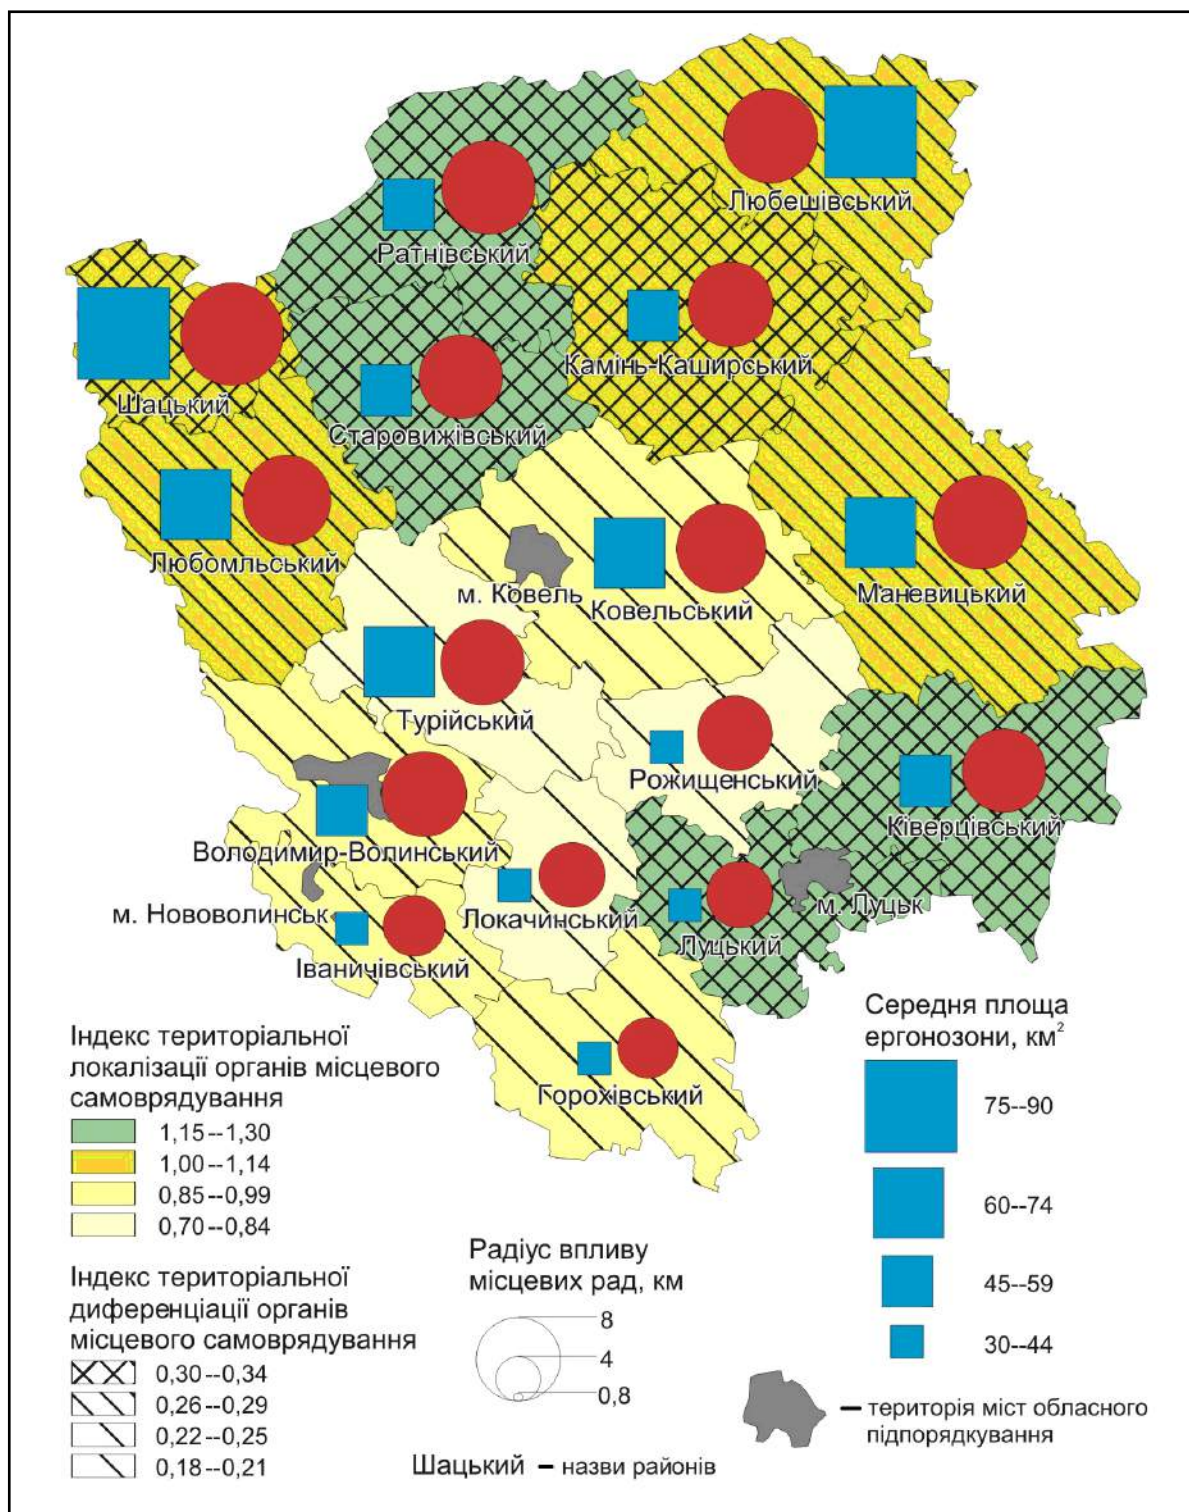 Любешівський
Ратнівський
Камінь-Каширський
Шацький
Старовижівський
Любомльський
м. Ковель
Ковельський
Маневицький
Турійський
Рожищенський
Ківерцівський
Володимир-Волинський
м. Нововолинськ
Локачинський
м. Луцьк
Луцький
Іваничівський
Горохівський
Індекс територіальної
локалізації органів місцевого
самоврядування
1,15--1,30
1,00--1,14
0,85--0,99
0,70--0,84
Індекс територіальної
диференціації органів
місцевого самоврядування
0,30--0,34
0,26--0,29
0,22--0,25
0,18--0,21
Радіус впливу
місцевих рад, км
8
4
0,8
Шацький – назви районів
Середня площа
ергонозони, км²
75--90
60--74
45--59
30--44
– територія міст обласного
підпорядкування